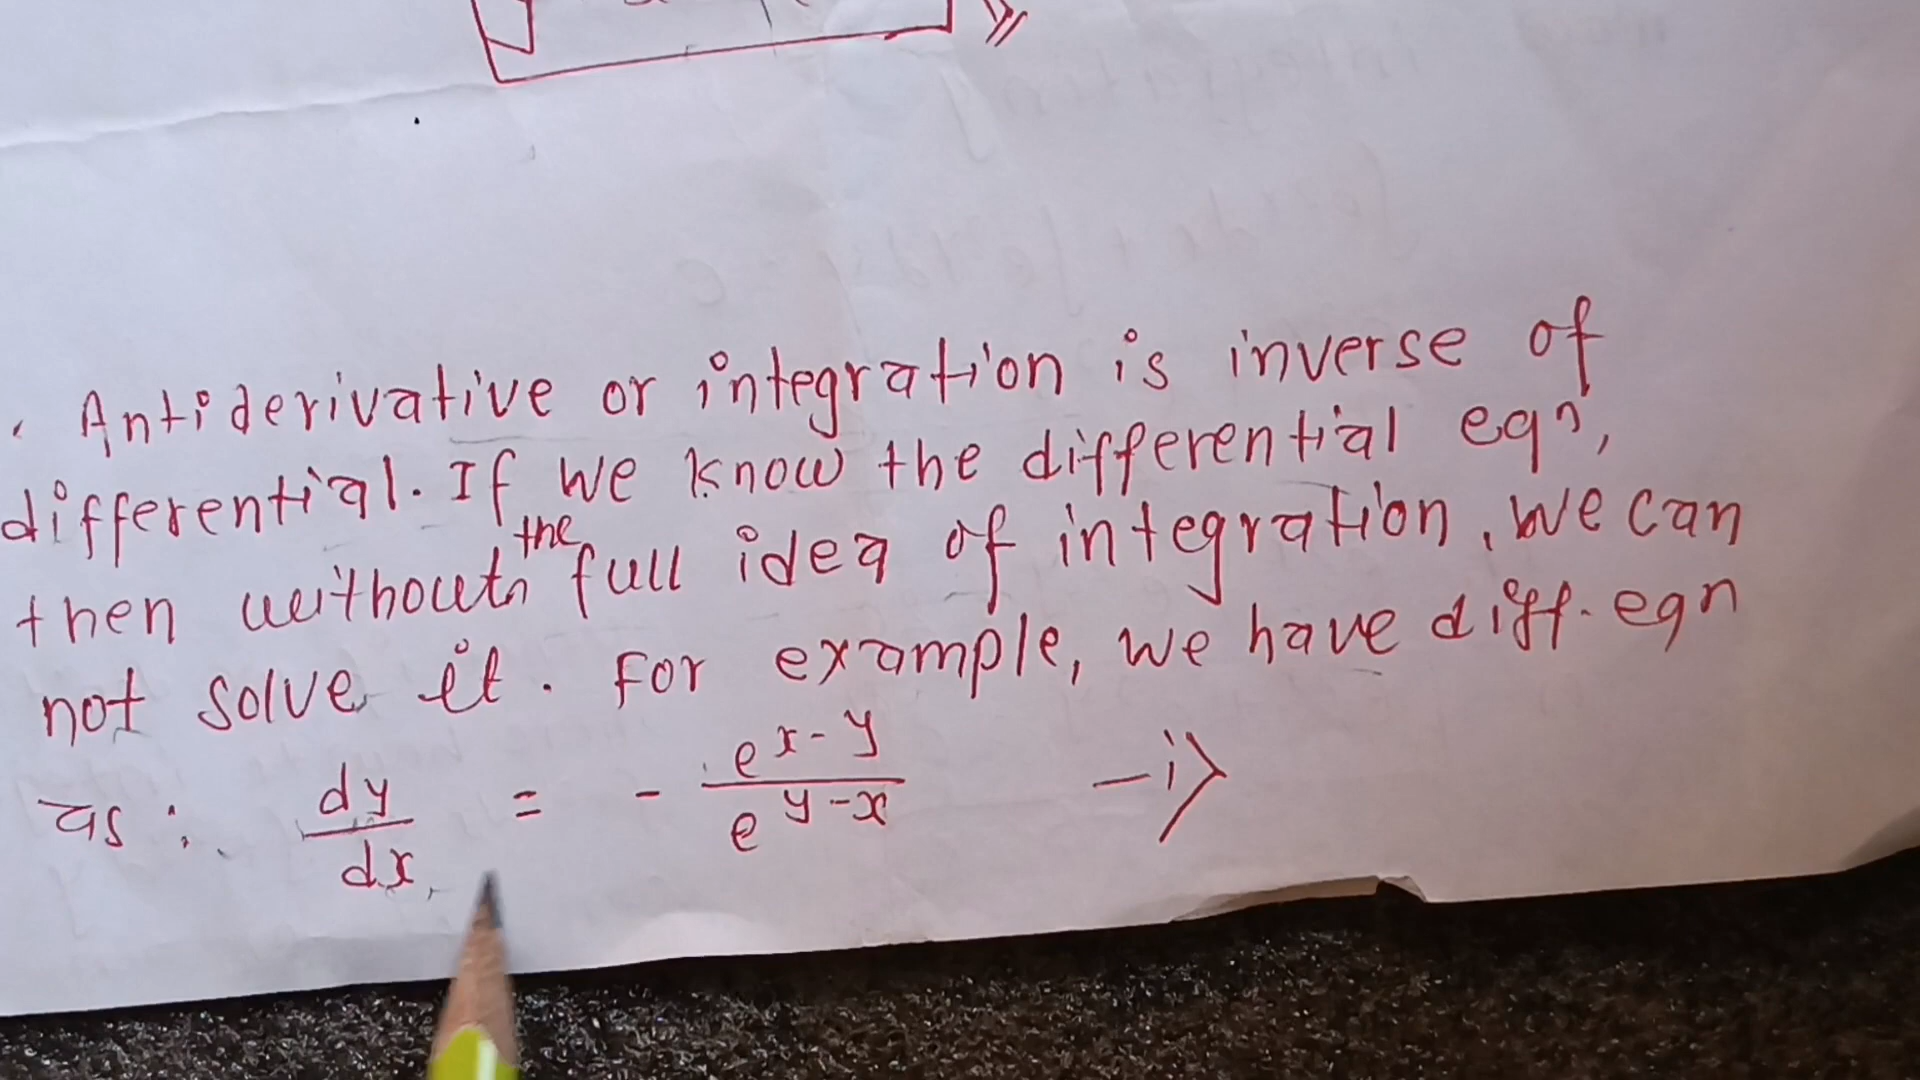 Antiderivative or integration is inverse of
differential. If we know the differential eqn,
then without the full idea of integration, we can
not solve it. For example, we have diff. eqn
as : dy/dx = - e^(x-y)/e^(y-x) -i>